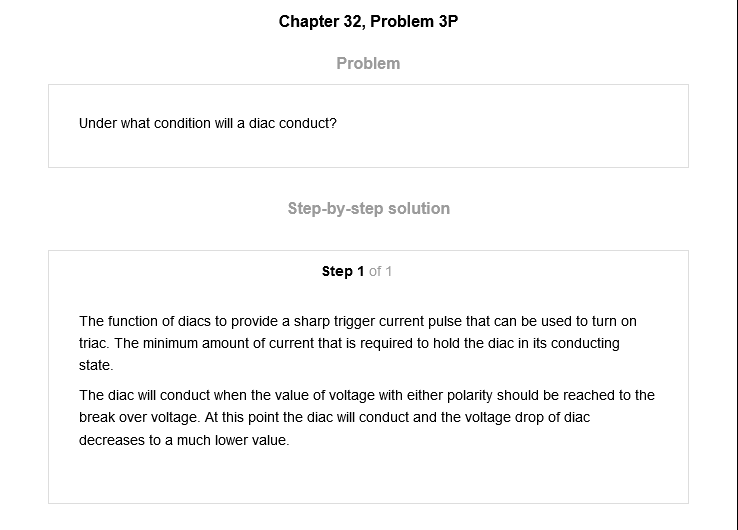 Chapter 32, Problem 3P
Problem
Under what condition will a diac conduct?
Step-by-step solution
Step 1 of 1
The function of diacs to provide a sharp trigger current pulse that can be used to turn on
triac. The minimum amount of current that is required to hold the diac in its conducting
state.
The diac will conduct when the value of voltage with either polarity should be reached to the
break over voltage. At this point the diac will conduct and the voltage drop of diac
decreases to a much lower value.